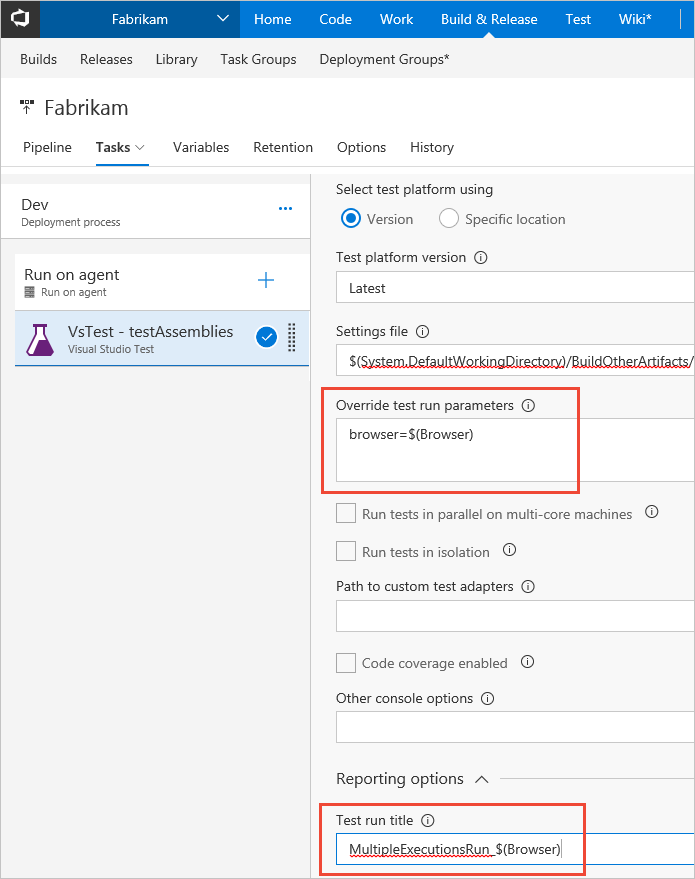 Fabrikam Home Code Work Build & Release Test Wiki*
Builds Releases Library Task Groups Deployment Groups*
Fabrikam
Pipeline Tasks Variables Retention Options History
Dev
Deployment process
Run on agent
Run on agent
VsTest - testAssemblies
Visual Studio Test
Select test platform using
Version Specific location
Test platform version
Latest
Settings file
$(System.DefaultWorkingDirectory)/BuildOtherArtifacts/
Override test run parameters
browser=$(Browser)
Run tests in parallel on multi-core machines
Run tests in isolation
Path to custom test adapters
Code coverage enabled
Other console options
Reporting options
Test run title
MultipleExecutionsRun_$(Browser)